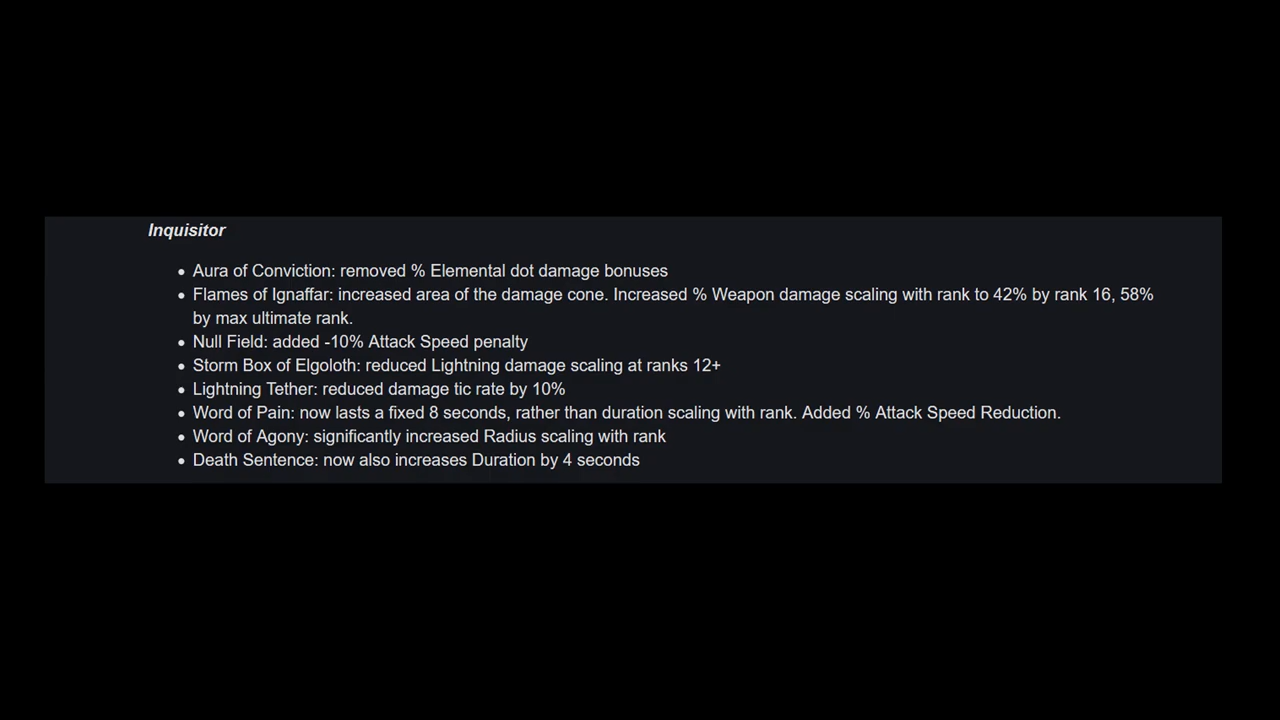 Inquisitor
• Aura of Conviction: removed % Elemental dot damage bonuses
• Flames of Ignaffar: increased area of the damage cone. Increased % Weapon damage scaling with rank to 42% by rank 16, 58%
by max ultimate rank.
• Null Field: added -10% Attack Speed penalty
• Storm Box of Elgoloth: reduced Lightning damage scaling at ranks 12+
• Lightning Tether: reduced damage tic rate by 10%
• Word of Pain: now lasts a fixed 8 seconds, rather than duration scaling with rank. Added % Attack Speed Reduction.
• Word of Agony: significantly increased Radius scaling with rank
• Death Sentence: now also increases Duration by 4 seconds